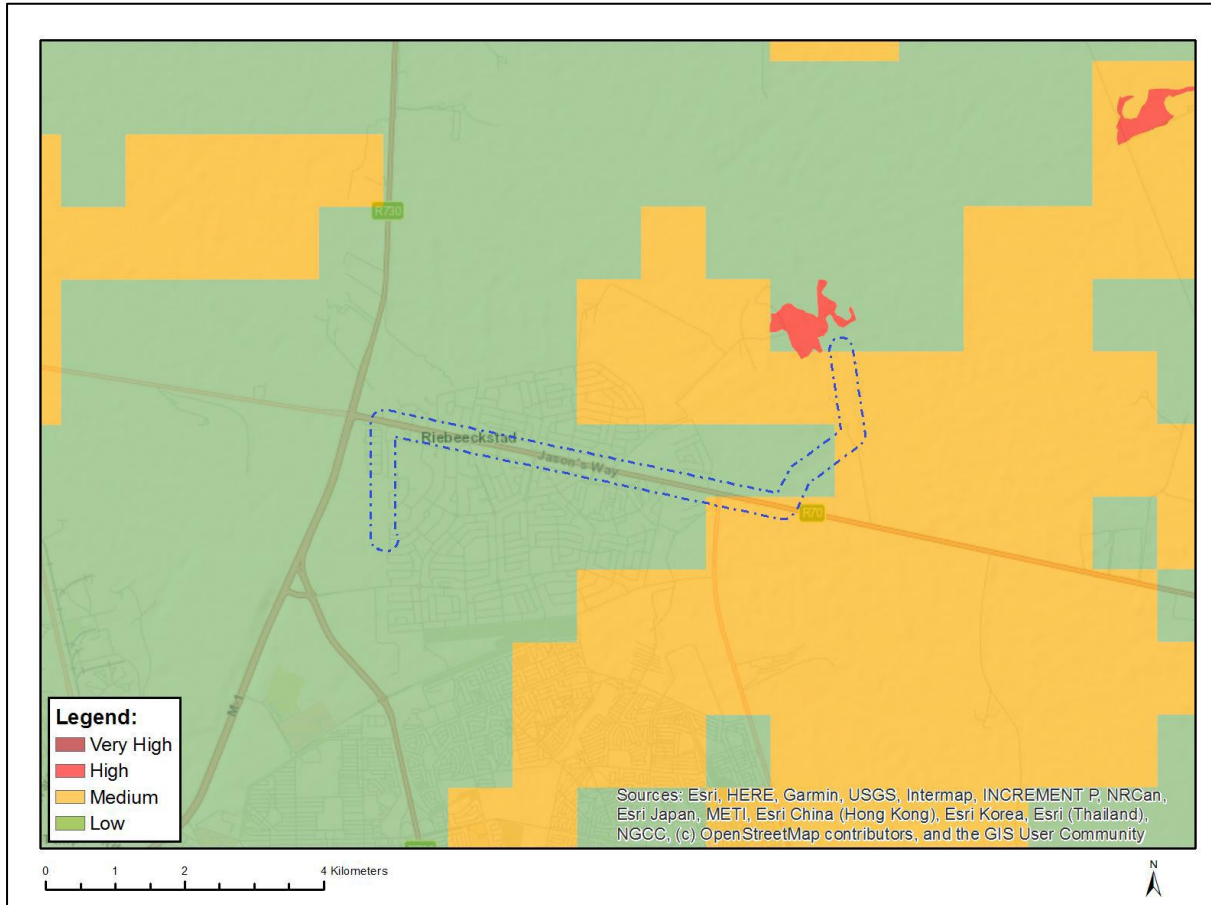 R730
Riebeeckstad
Jason's Way
R70
M-1
Legend:
Very High
High
Medium
Low
Sources: Esri, HERE, Garmin, USGS, Intermap, INCREMENT P, NRCan,
Esri Japan, METI, Esri China (Hong Kong), Esri Korea, Esri (Thailand),
NGCC, (c) OpenStreetMap contributors, and the GIS User Community
0 1 2 4 Kilometers
N